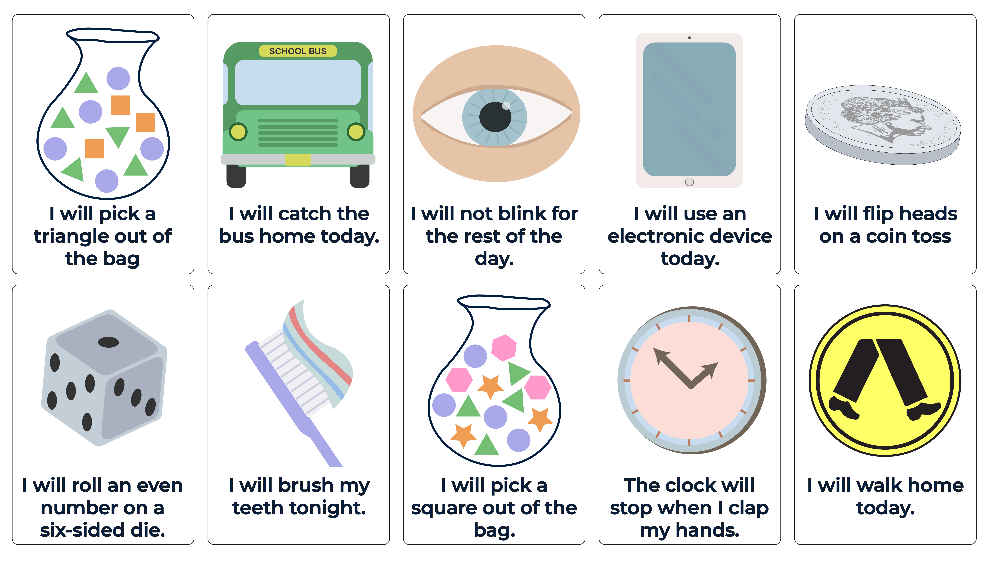 I will pick a
triangle out of
the bag
SCHOOL BUS
I will catch the
bus home today.
I will not blink for
the rest of the
day.
I will use an
electronic device
today.
I will flip heads
on a coin toss
I will roll an even
number on a
six-sided die.
I will brush my
teeth tonight.
I will pick a
square out of the
bag.
The clock will
stop when I clap
my hands.
I will walk home
today.